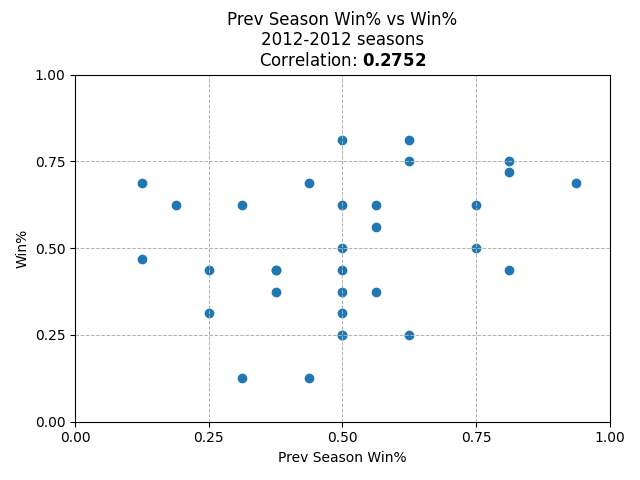 Prev Season Win% vs Win%
2012-2012 seasons
Correlation: 0.2752
1.00
0.75
0.50
0.25
0.00
Win%
0.00 0.25 0.50 0.75 1.00
Prev Season Win%